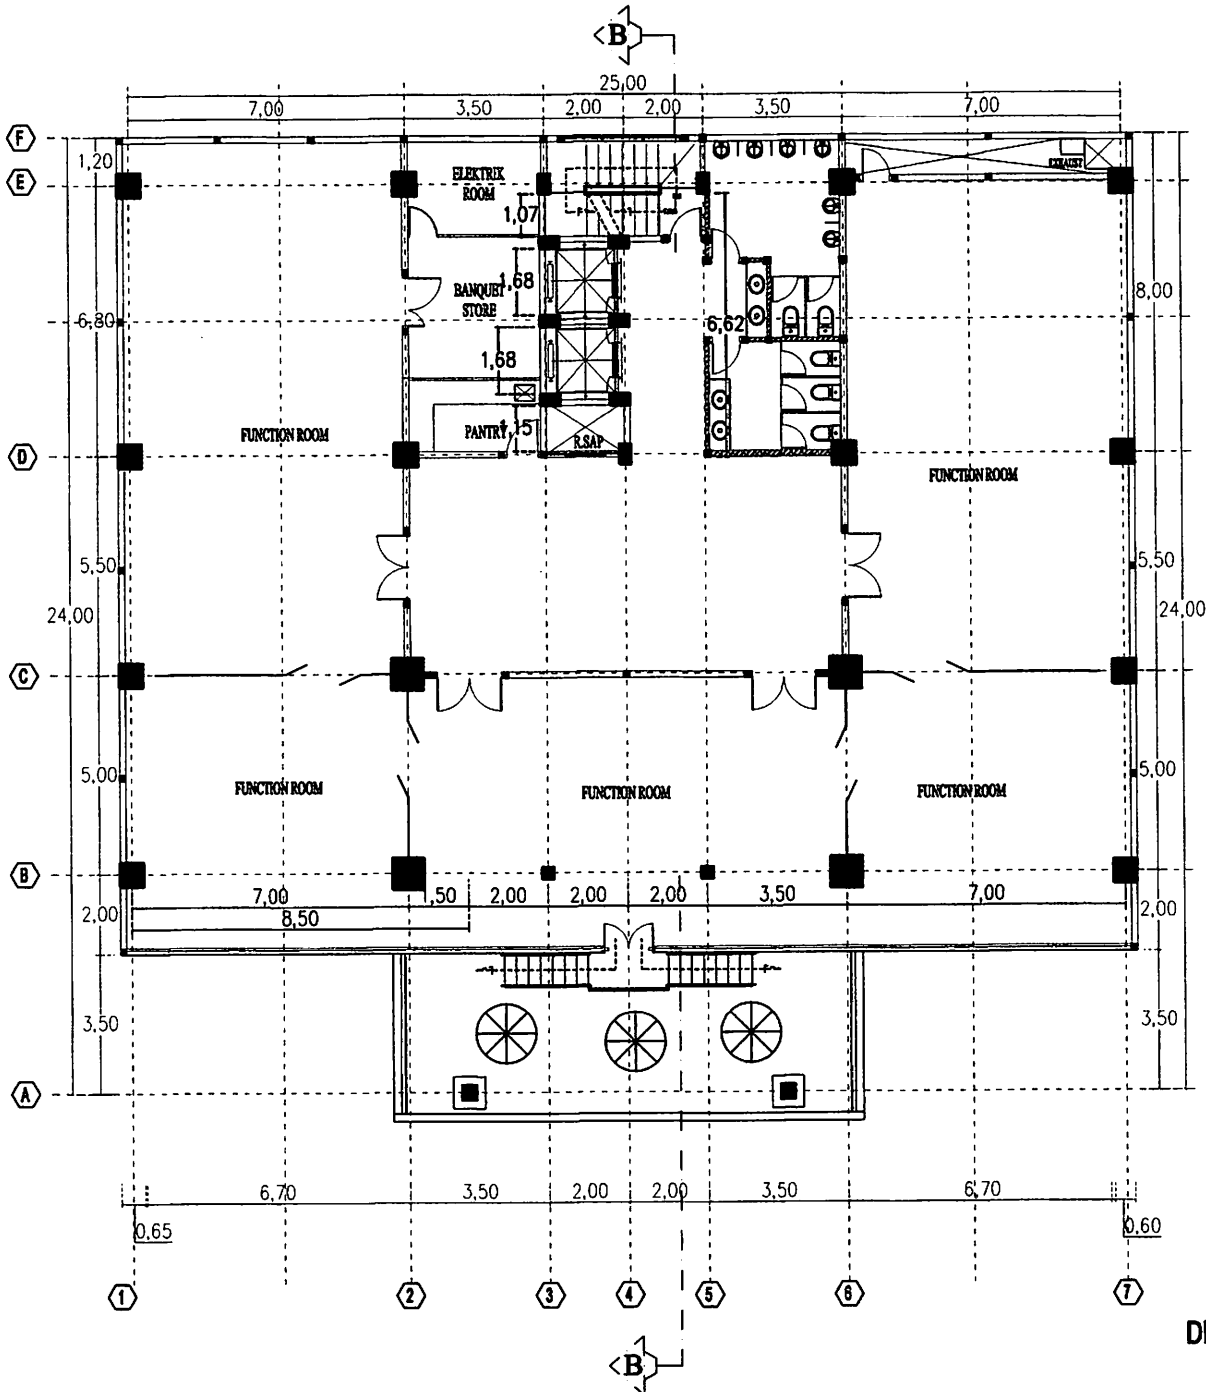 B
25,00
7,00 3,50 2,00 2,00 3,50 7,00
F
1,20
E
ELEKTRIK
ROOM
EXHAUST
1,07
1,68
BANQUET
STORE
8,00
6,80
6,62
1,68
FUNCTION ROOM
PANTRY
1,15
R.SAP
D
FUNCTION ROOM
5,50
5,50
24,00
24,00
C
5,00
FUNCTION ROOM
FUNCTION ROOM
FUNCTION ROOM
5,00
B
7,00 ,50 2,00 2,00 2,00 3,50 7,00
2,00
8,50
2,00
3,50
3,50
A
6,70 3,50 2,00 2,00 3,50 6,70
0,65
0,60
1 2 3 4 5 6 7
B